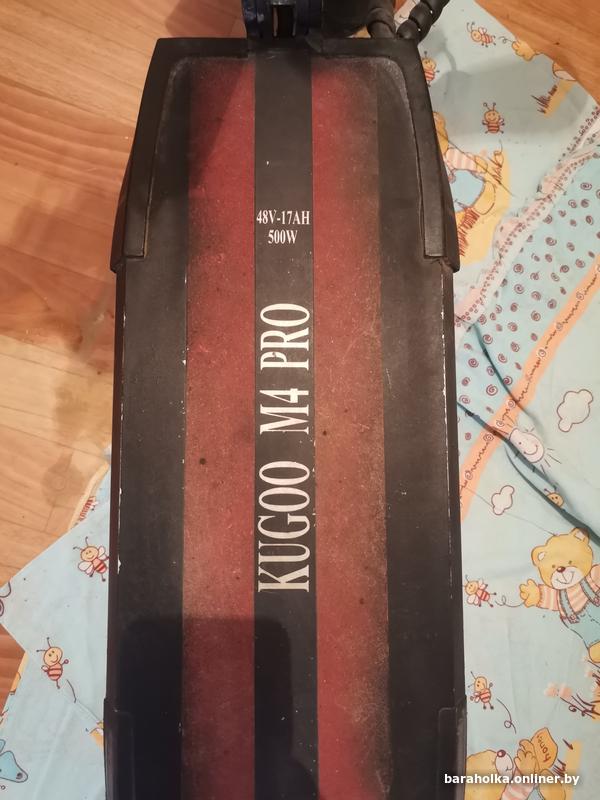 48V-17AH
500W
KUGOO M4 PRO
baraholka.onliner.by